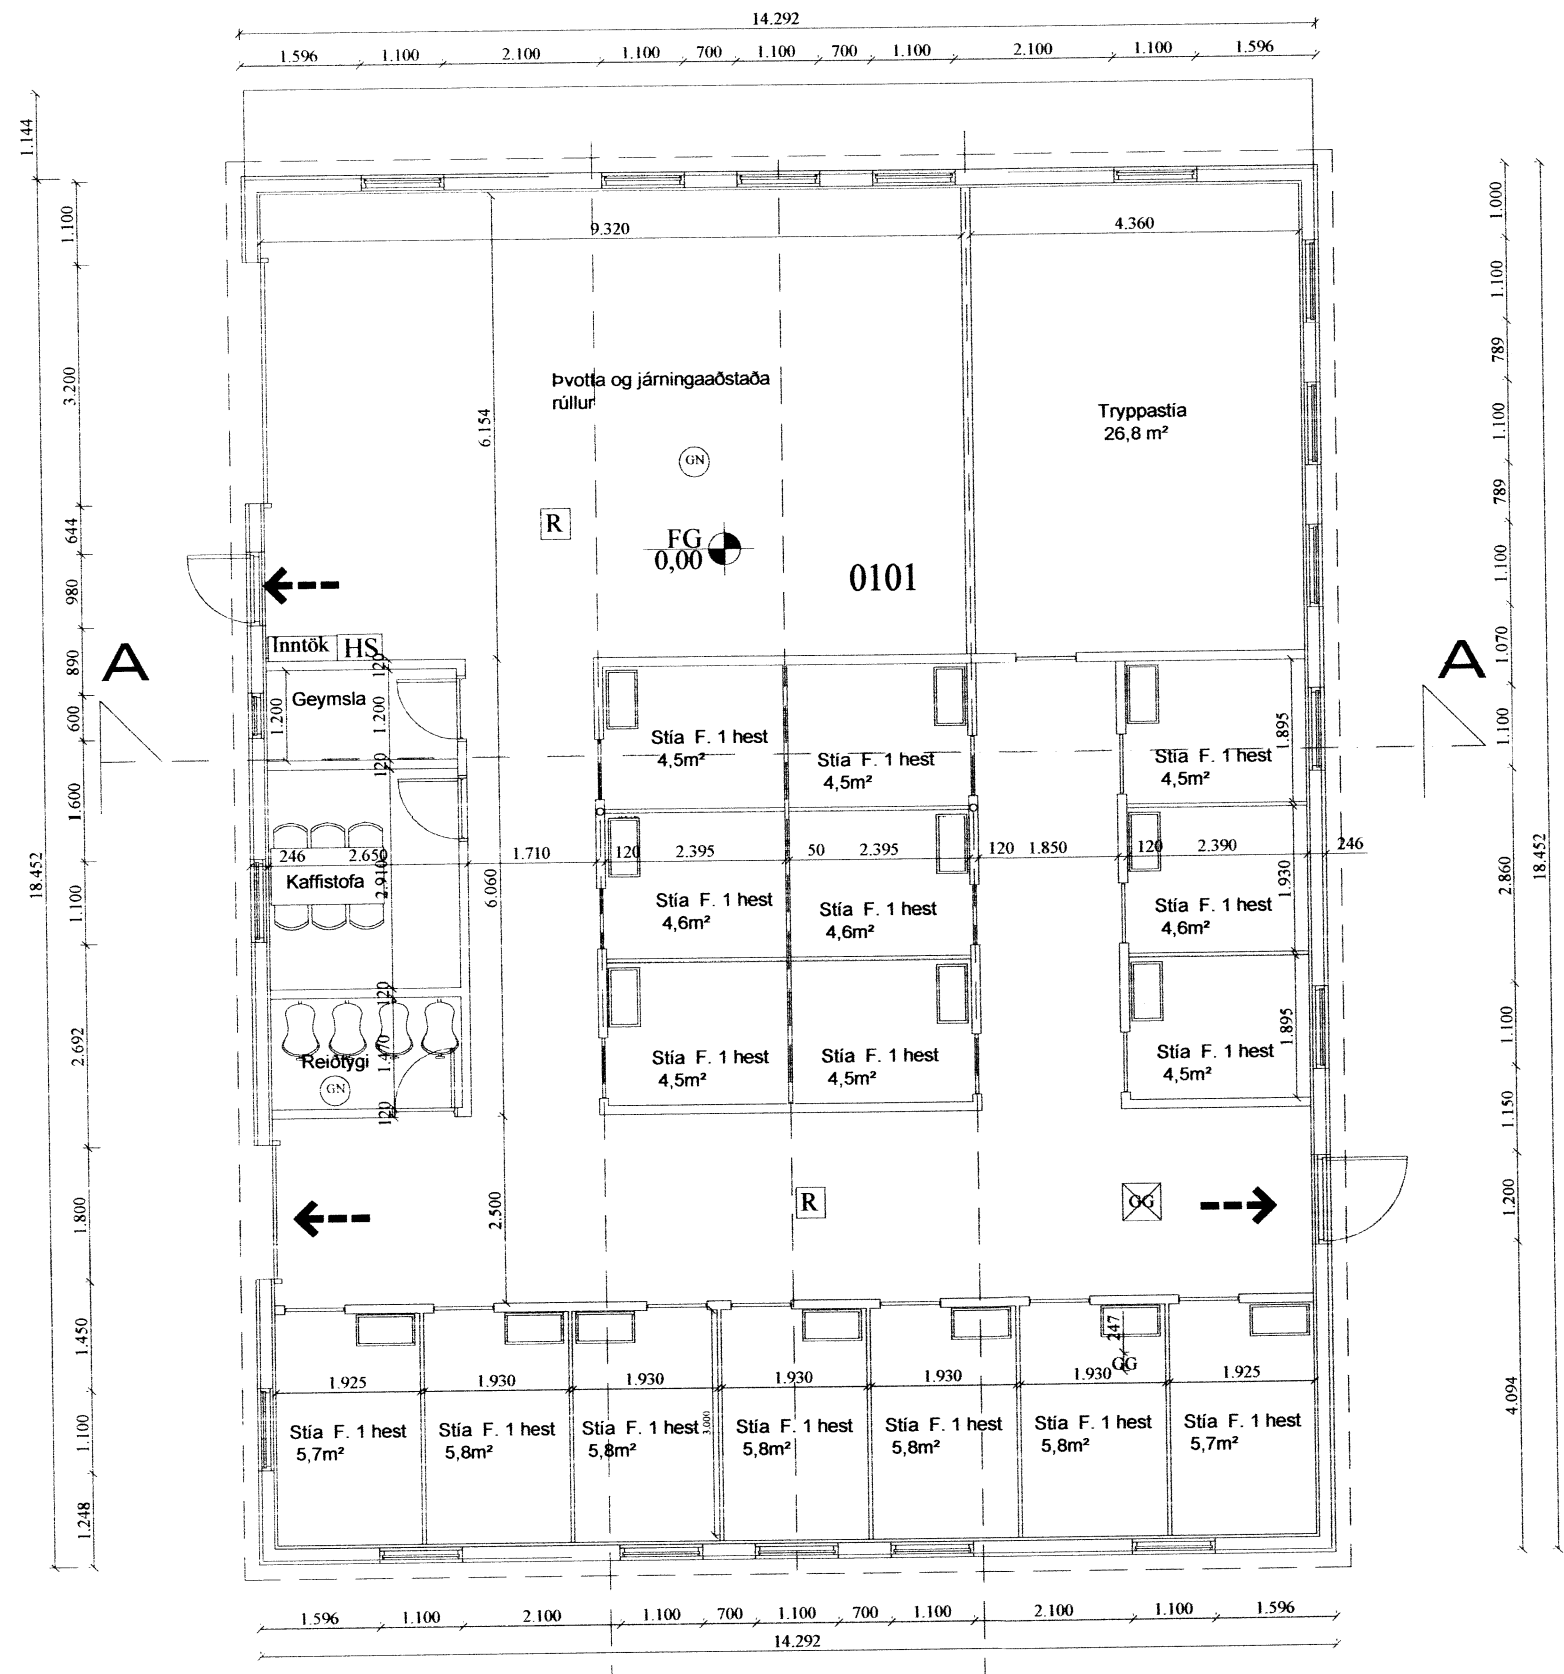 14.292
1.596 1.100 2.100 1.100 700 1.100 700 1.100 2.100 1.100 1.596
1.144
18.452
1.100
3.200
644
980
890
600
1.600
1.100
2.692
1.800
1.450
1.100
1.248
9.320
4.360
6.154
Þvotta og járningaaðstaða
rúllur
GN
R
FG
0,00
0101
Tryppastía
26,8 m²
Inntök HS
A
A
120
Geymsla
1.200
1.200
120
Stía F. 1 hest
4,5m²
Stía F. 1 hest
4,5m²
Stía F. 1 hest
4,5m²
1.895
246 2.650 1.710 120 2.395 50 2.395 120 1.850 120 2.390 246
Kaffistofa
2.910
6.060
Stía F. 1 hest
4,6m²
Stía F. 1 hest
4,6m²
Stía F. 1 hest
4,6m²
1.930
120
Reiðtýgi
1.470
GN
120
Stía F. 1 hest
4,5m²
Stía F. 1 hest
4,5m²
Stía F. 1 hest
4,5m²
1.895
2.500
R
GG
247
GG
1.925 1.930 1.930 1.930 1.930 1.930 1.925
3.000
Stía F. 1 hest
5,7m²
Stía F. 1 hest
5,8m²
Stía F. 1 hest
5,8m²
Stía F. 1 hest
5,8m²
Stía F. 1 hest
5,8m²
Stía F. 1 hest
5,8m²
Stía F. 1 hest
5,7m²
1.000
1.100
789
1.100
789
1.100
1.070
1.100
2.860
1.100
1.150
1.200
4.094
18.452
1.596 1.100 2.100 1.100 700 1.100 700 1.100 2.100 1.100 1.596
14.292